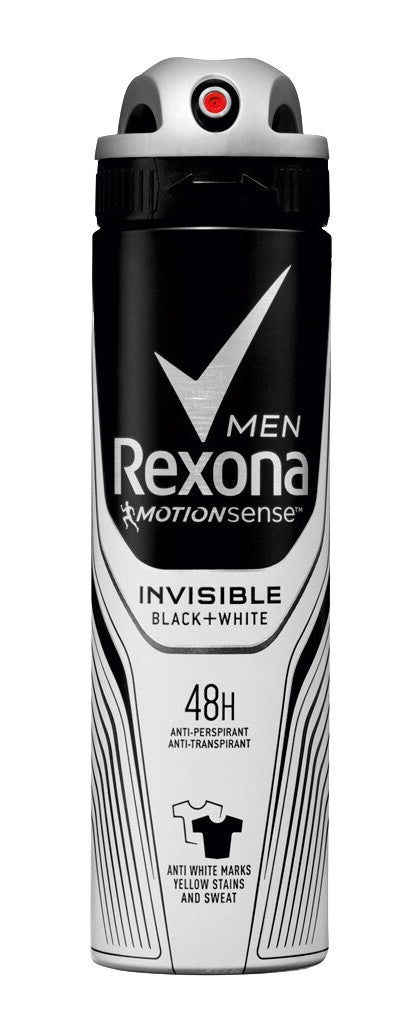 MEN
Rexona
MOTIONsense™
INVISIBLE
BLACK+WHITE
48H
ANTI-PERSPIRANT
ANTI-TRANSPIRANT
ANTI WHITE MARKS
YELLOW STAINS
AND SWEAT